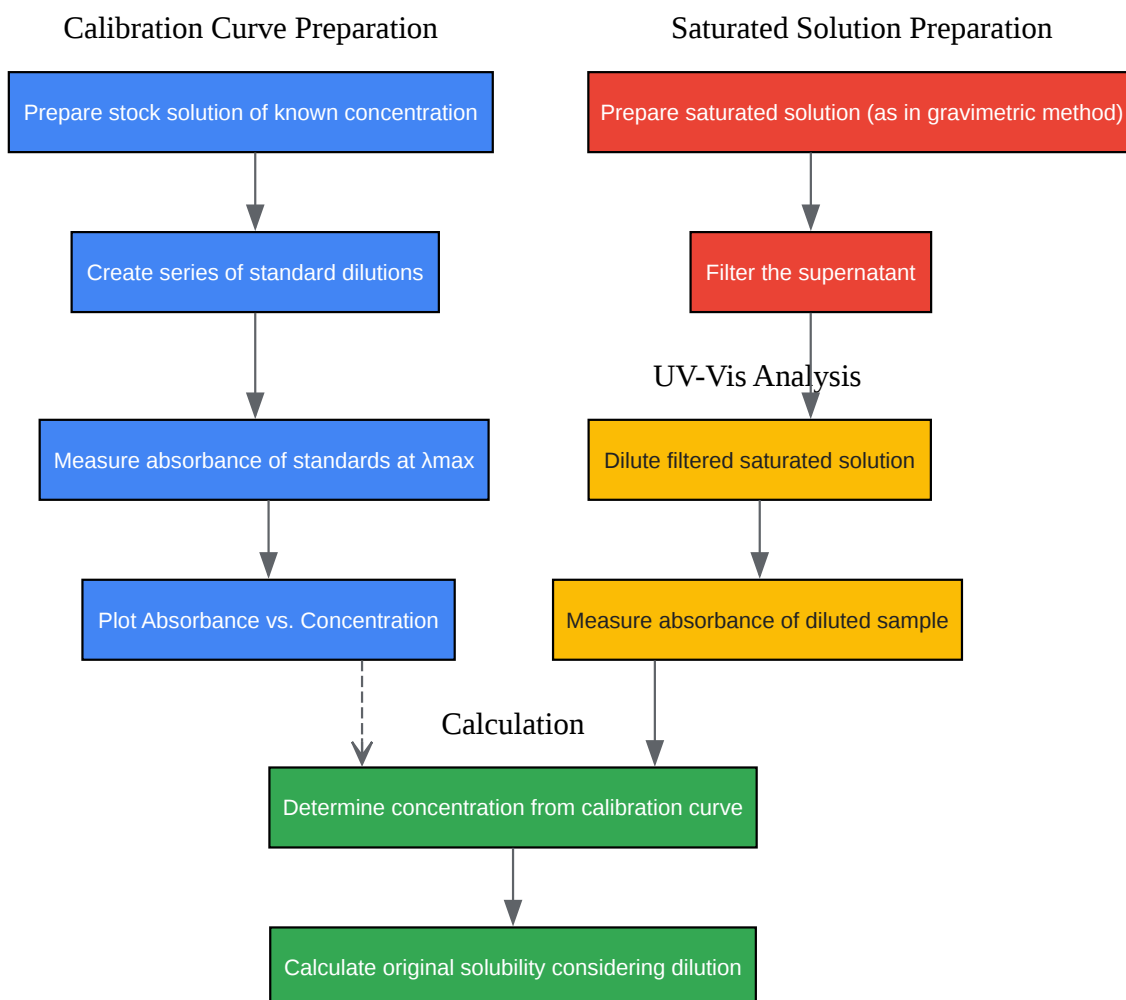 Calibration Curve Preparation
Prepare stock solution of known concentration
Create series of standard dilutions
Measure absorbance of standards at λmax
Plot Absorbance vs. Concentration
Saturated Solution Preparation
Prepare saturated solution (as in gravimetric method)
Filter the supernatant
UV-Vis Analysis
Dilute filtered saturated solution
Measure absorbance of diluted sample
Calculation
Determine concentration from calibration curve
Calculate original solubility considering dilution